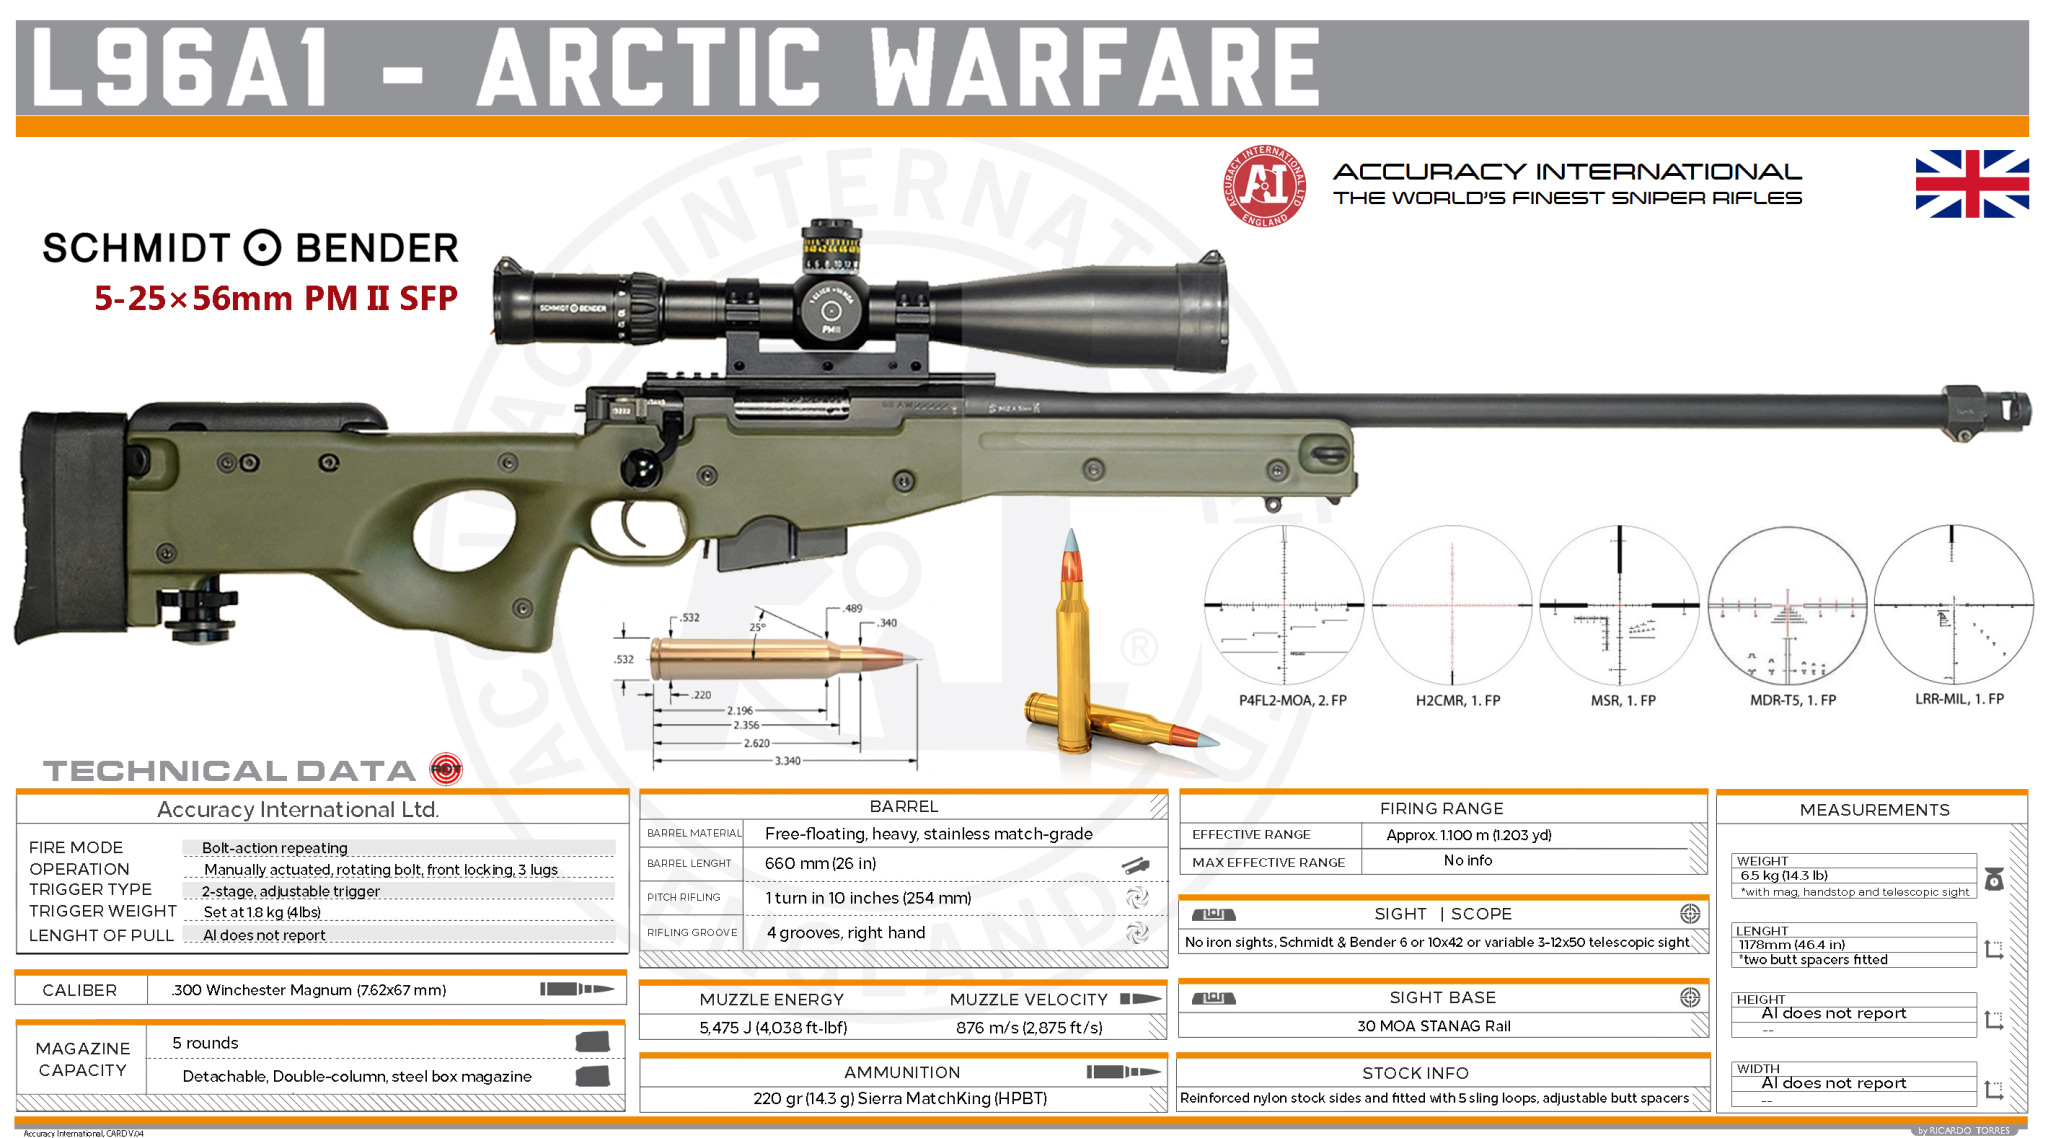 L96A1 - ARCTIC WARFARE
ACCURACY INTERNATIONAL
THE WORLD'S FINEST SNIPER RIFLES
ACCURACY INTERNATIONAL LTD
AI
ENGLAND
SCHMIDT BENDER
5-25×56mm PM II SFP
SCHMIDT BENDER
PMII
.532
.532
25°
.489
.340
.220
2.196
2.356
2.620
3.340
®
P4FL2-MOA, 2. FP
H2CMR, 1. FP
MSR, 1. FP
MDR-T5, 1. FP
LRR-MIL, 1. FP
TECHNICAL DATA
Accuracy International Ltd.
FIRE MODE Bolt-action repeating
OPERATION Manually actuated, rotating bolt, front locking, 3 lugs
TRIGGER TYPE 2-stage, adjustable trigger
TRIGGER WEIGHT Set at 1.8 kg (4lbs)
LENGHT OF PULL AI does not report
CALIBER .300 Winchester Magnum (7.62x67 mm)
MAGAZINE CAPACITY
5 rounds
Detachable, Double-column, steel box magazine
BARREL
BARREL MATERIAL Free-floating, heavy, stainless match-grade
BARREL LENGHT 660 mm (26 in)
PITCH RIFLING 1 turn in 10 inches (254 mm)
RIFLING GROOVE 4 grooves, right hand
MUZZLE ENERGY MUZZLE VELOCITY
5,475 J (4,038 ft-lbf) 876 m/s (2,875 ft/s)
AMMUNITION
220 gr (14.3 g) Sierra MatchKing (HPBT)
FIRING RANGE
EFFECTIVE RANGE Approx. 1.100 m (1.203 yd)
MAX EFFECTIVE RANGE No info
SIGHT | SCOPE
No iron sights, Schmidt & Bender 6 or 10x42 or variable 3-12x50 telescopic sight
SIGHT BASE
30 MOA STANAG Rail
STOCK INFO
Reinforced nylon stock sides and fitted with 5 sling loops, adjustable butt spacers
MEASUREMENTS
WEIGHT
6.5 kg (14.3 lb)
*with mag, handstop and telescopic sight
LENGHT
1178mm (46.4 in)
*two butt spacers fitted
HEIGHT
AI does not report
--
WIDTH
AI does not report
--
Accuracy International, CARD V.04
by RICARDO TORRES